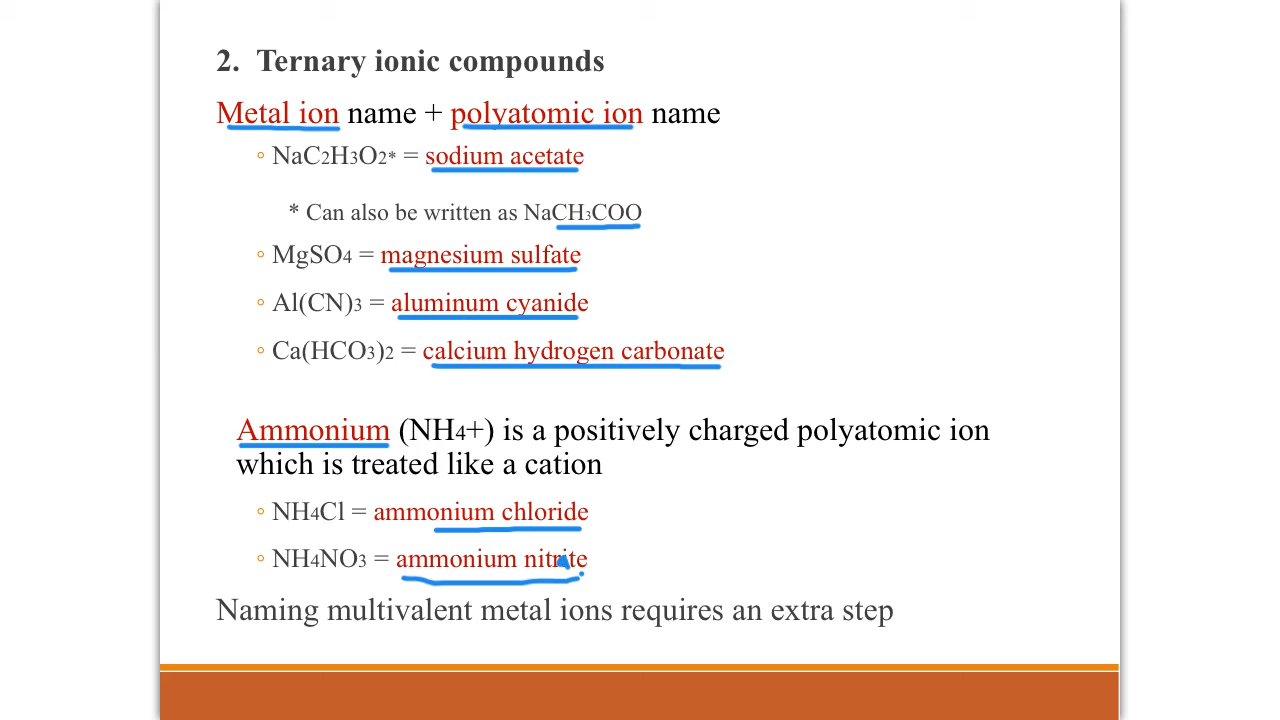 2. Ternary ionic compounds
Metal ion name + polyatomic ion name
◦ NaC2H3O2* = sodium acetate
* Can also be written as NaCH3COO
◦ MgSO4 = magnesium sulfate
◦ Al(CN)3 = aluminum cyanide
◦ Ca(HCO3)2 = calcium hydrogen carbonate
Ammonium (NH4+) is a positively charged polyatomic ion
which is treated like a cation
◦ NH4Cl = ammonium chloride
◦ NH4NO3 = ammonium nitrite
Naming multivalent metal ions requires an extra step